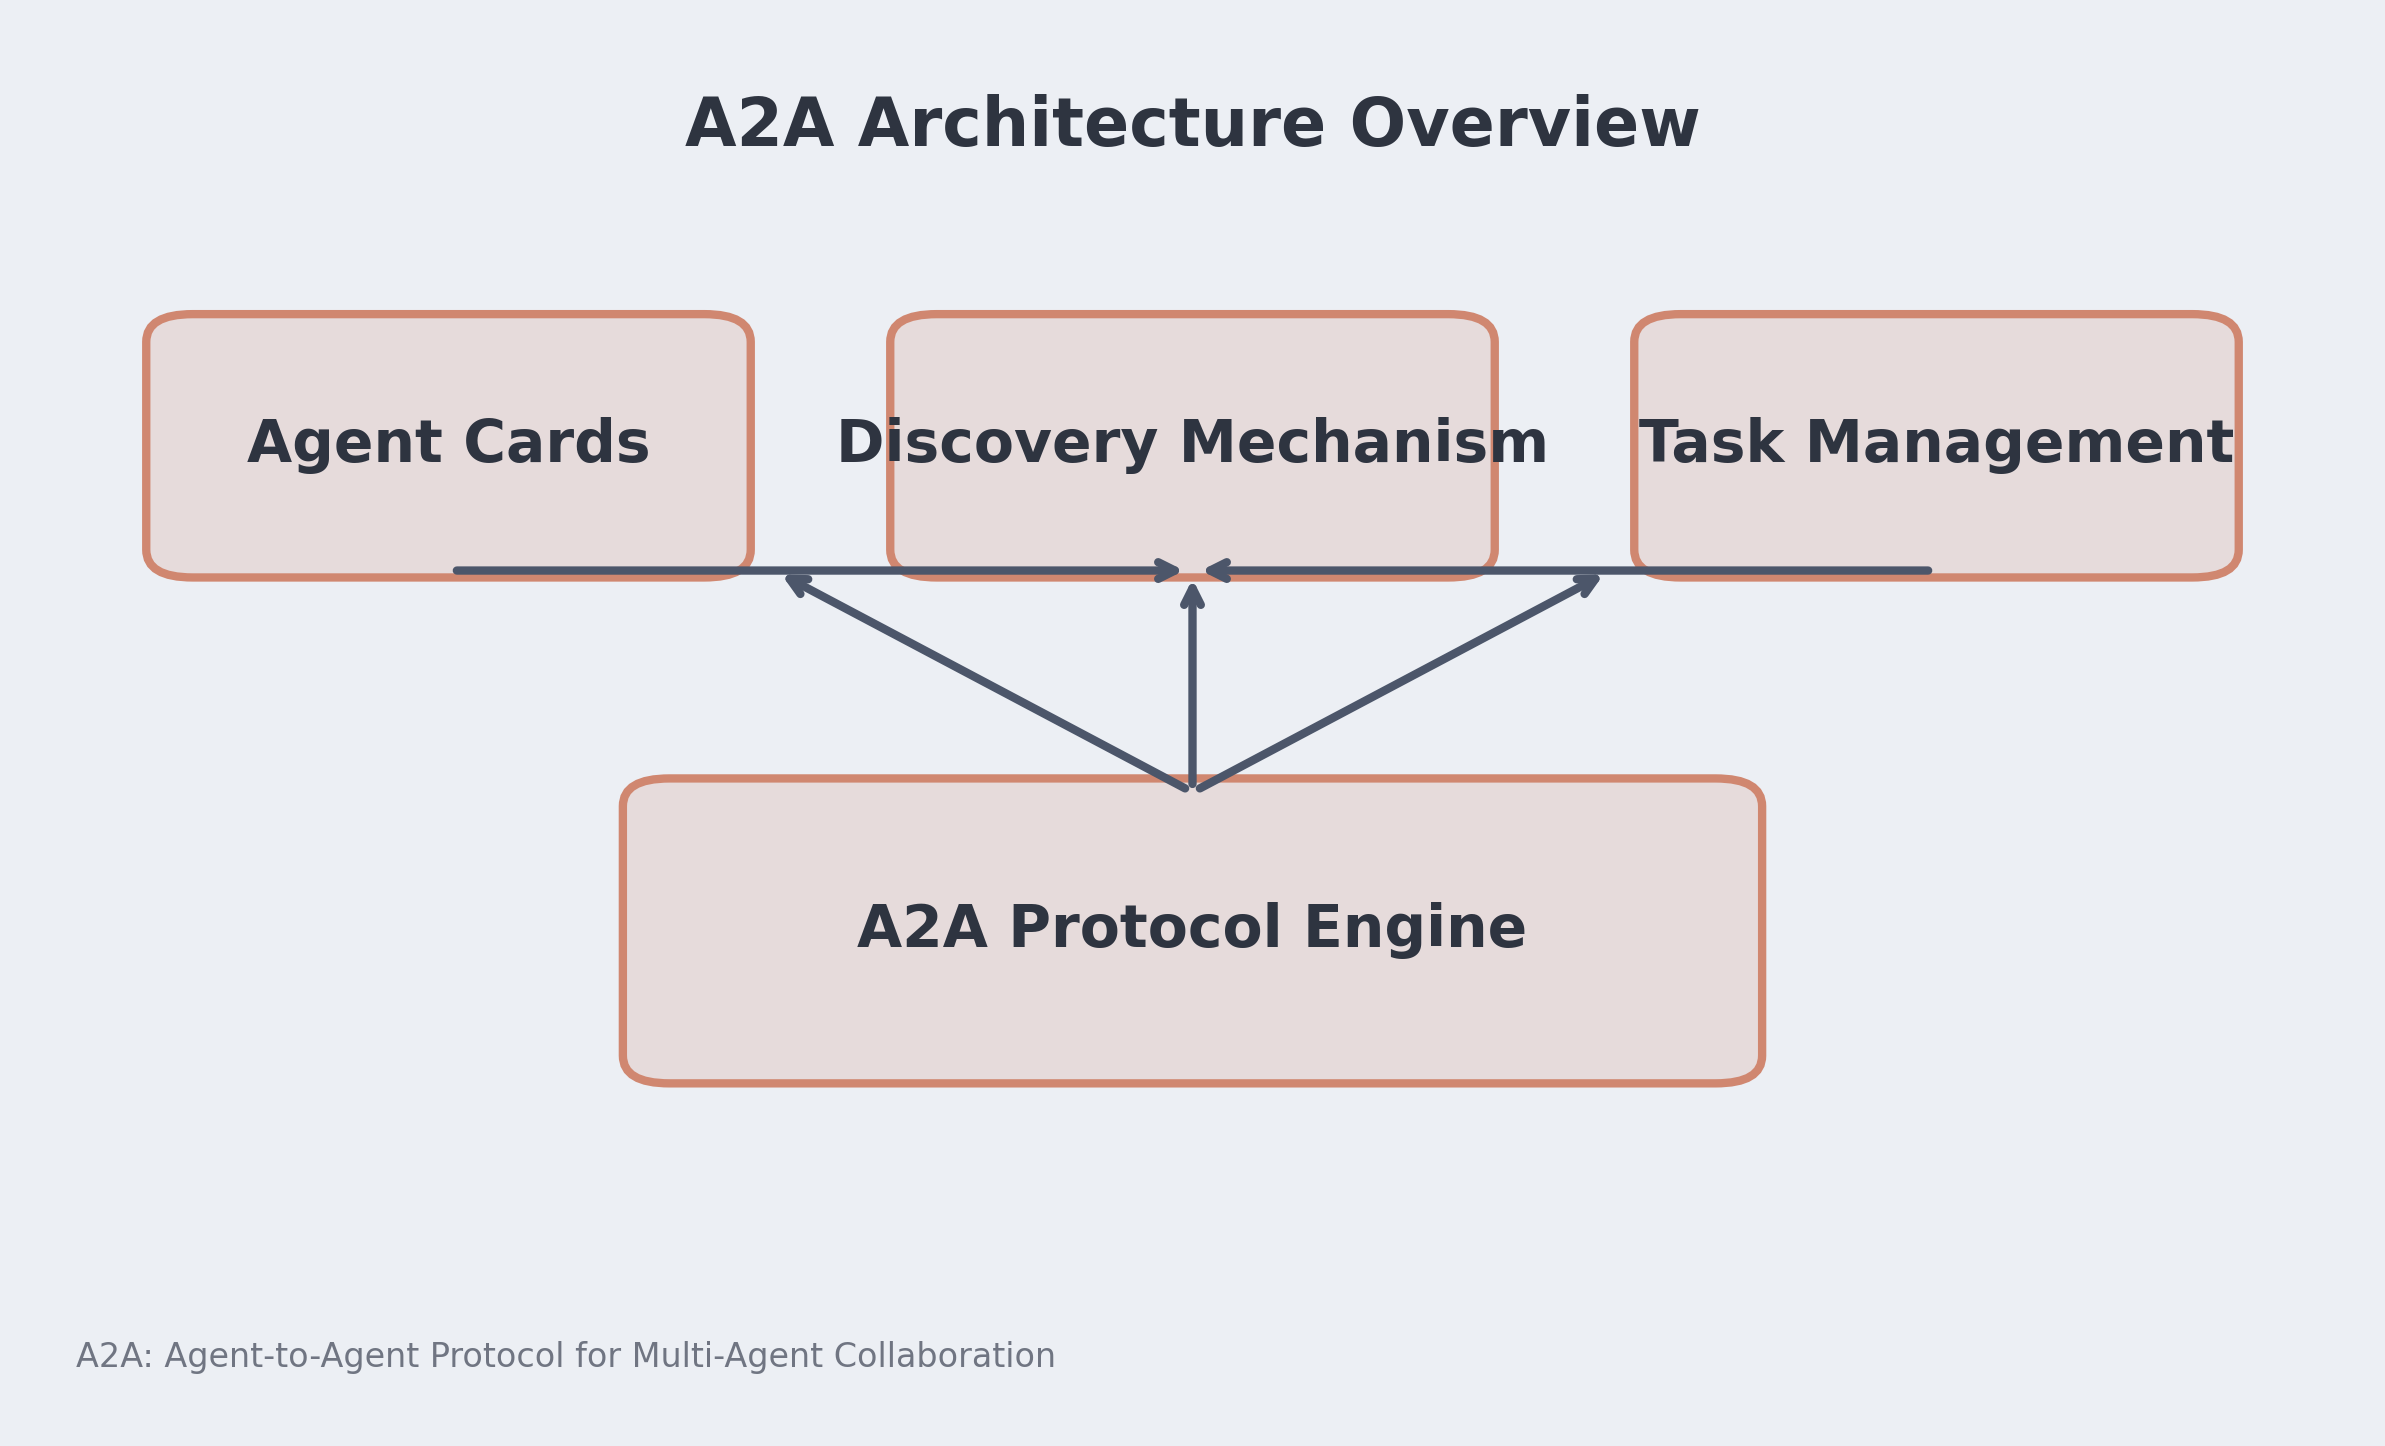 A2A Architecture Overview
Agent Cards
Discovery Mechanism
Task Management
A2A Protocol Engine
A2A: Agent-to-Agent Protocol for Multi-Agent Collaboration